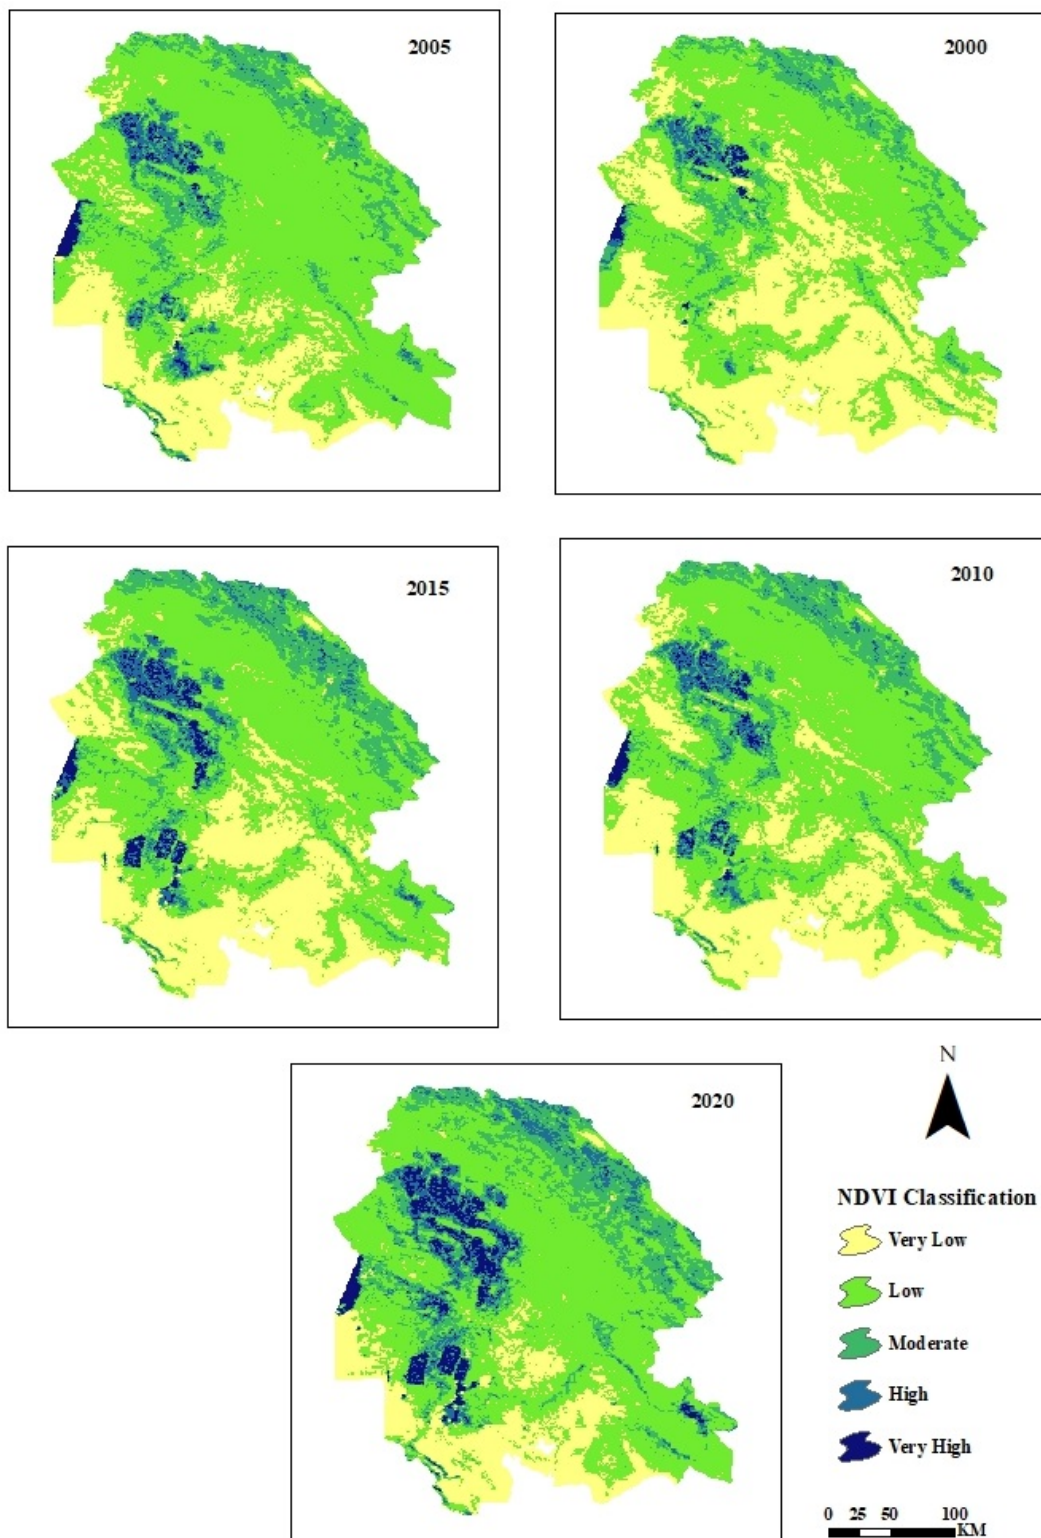 2005
2000
2015
2010
2020
N
NDVI Classification
Very Low
Low
Moderate
High
Very High
0 25 50 100
KM